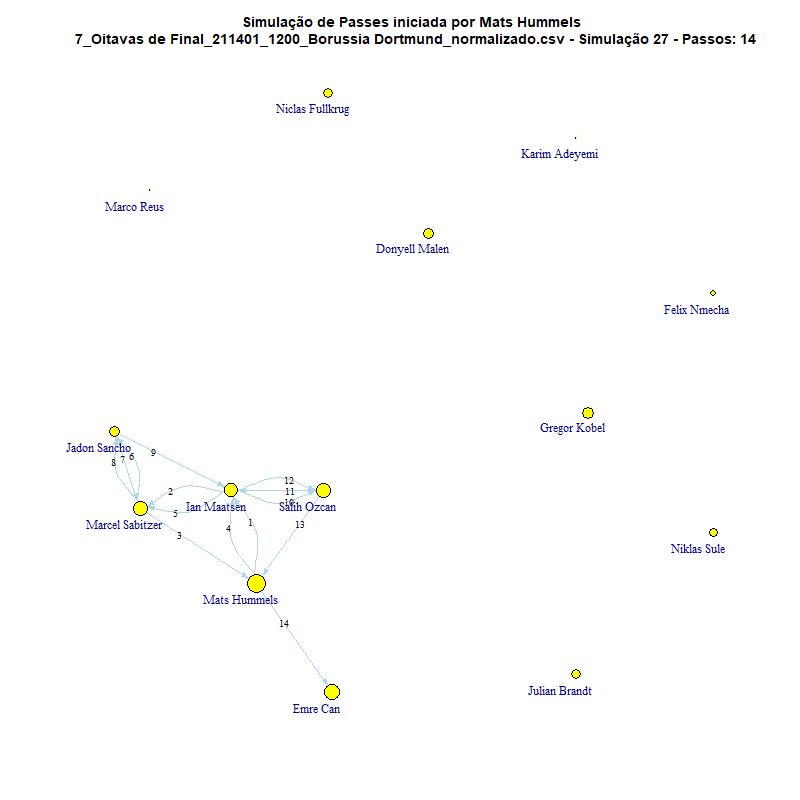 Simulação de Passes iniciada por Mats Hummels
7_Oitavas de Final_211401_1200_Borussia Dortmund_normalizado.csv - Simulação 27 - Passos: 14
Niclas Fullkrug
Karim Adeyemi
Marco Reus
Donyell Malen
Felix Nmecha
Gregor Kobel
Jadon Sancho
9
6
7
8
12
2
11
10
Ian Maatsen
Salih Ozcan
5
Marcel Sabitzer
1
13
4
3
Niklas Sule
Mats Hummels
14
Julian Brandt
Emre Can